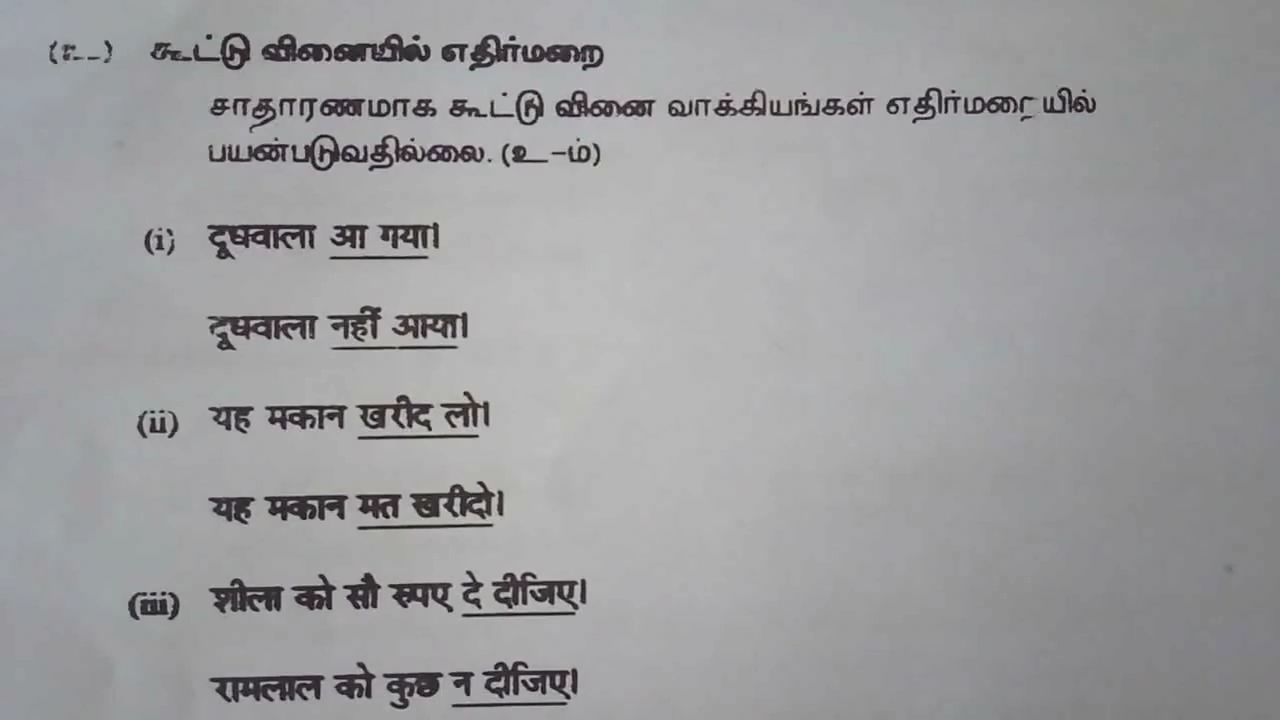 (ஈ) கூட்டு வினையில் எதிர்மறை
சாதாரணமாக கூட்டு வினை வாக்கியங்கள் எதிர்மரையில்
பயன்படுவதில்லை. (உ-ம்)
(i) दूधवाला आ गया।
दूधवाला नहीं आया।
(ii) यह मकान खरीद लो।
यह मकान मत खरीदो।
(iii) शीला को सौ रुपए दे दीजिए।
रामलाल को कुछ न दीजिए।